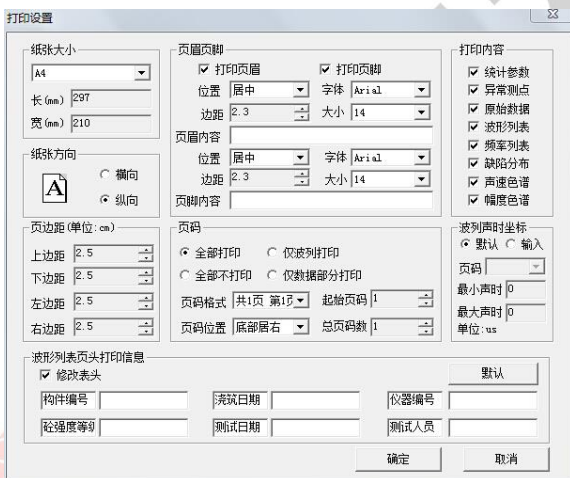 打印设置
纸张大小
A4
长(mm) 297
宽(mm) 210
纸张方向
A
横向
纵向
页眉页脚
打印页眉 打印页脚
位置 居中 字体 Arial
边距 2.3 大小 14
页眉内容
位置 居中 字体 Arial
边距 2.3 大小 14
页脚内容
打印内容
统计参数
异常测点
原始数据
波形列表
频率列表
缺陷分布
声速色谱
幅度色谱
页边距(单位:cm)
上边距 2.5
下边距 2.5
左边距 2.5
右边距 2.5
页码
全部打印 仅波列打印
全部不打印 仅数据部分打印
页码格式 共1页 第1页 起始页码 1
页码位置 底部居右 总页码数 1
波列声时坐标
默认 输入
页码
最小声时 0
最大声时 0
单位:us
波形列表页头打印信息
修改表头 默认
构件编号 浇筑日期 仪器编号
砼强度等级 测试日期 测试人员
确定 取消